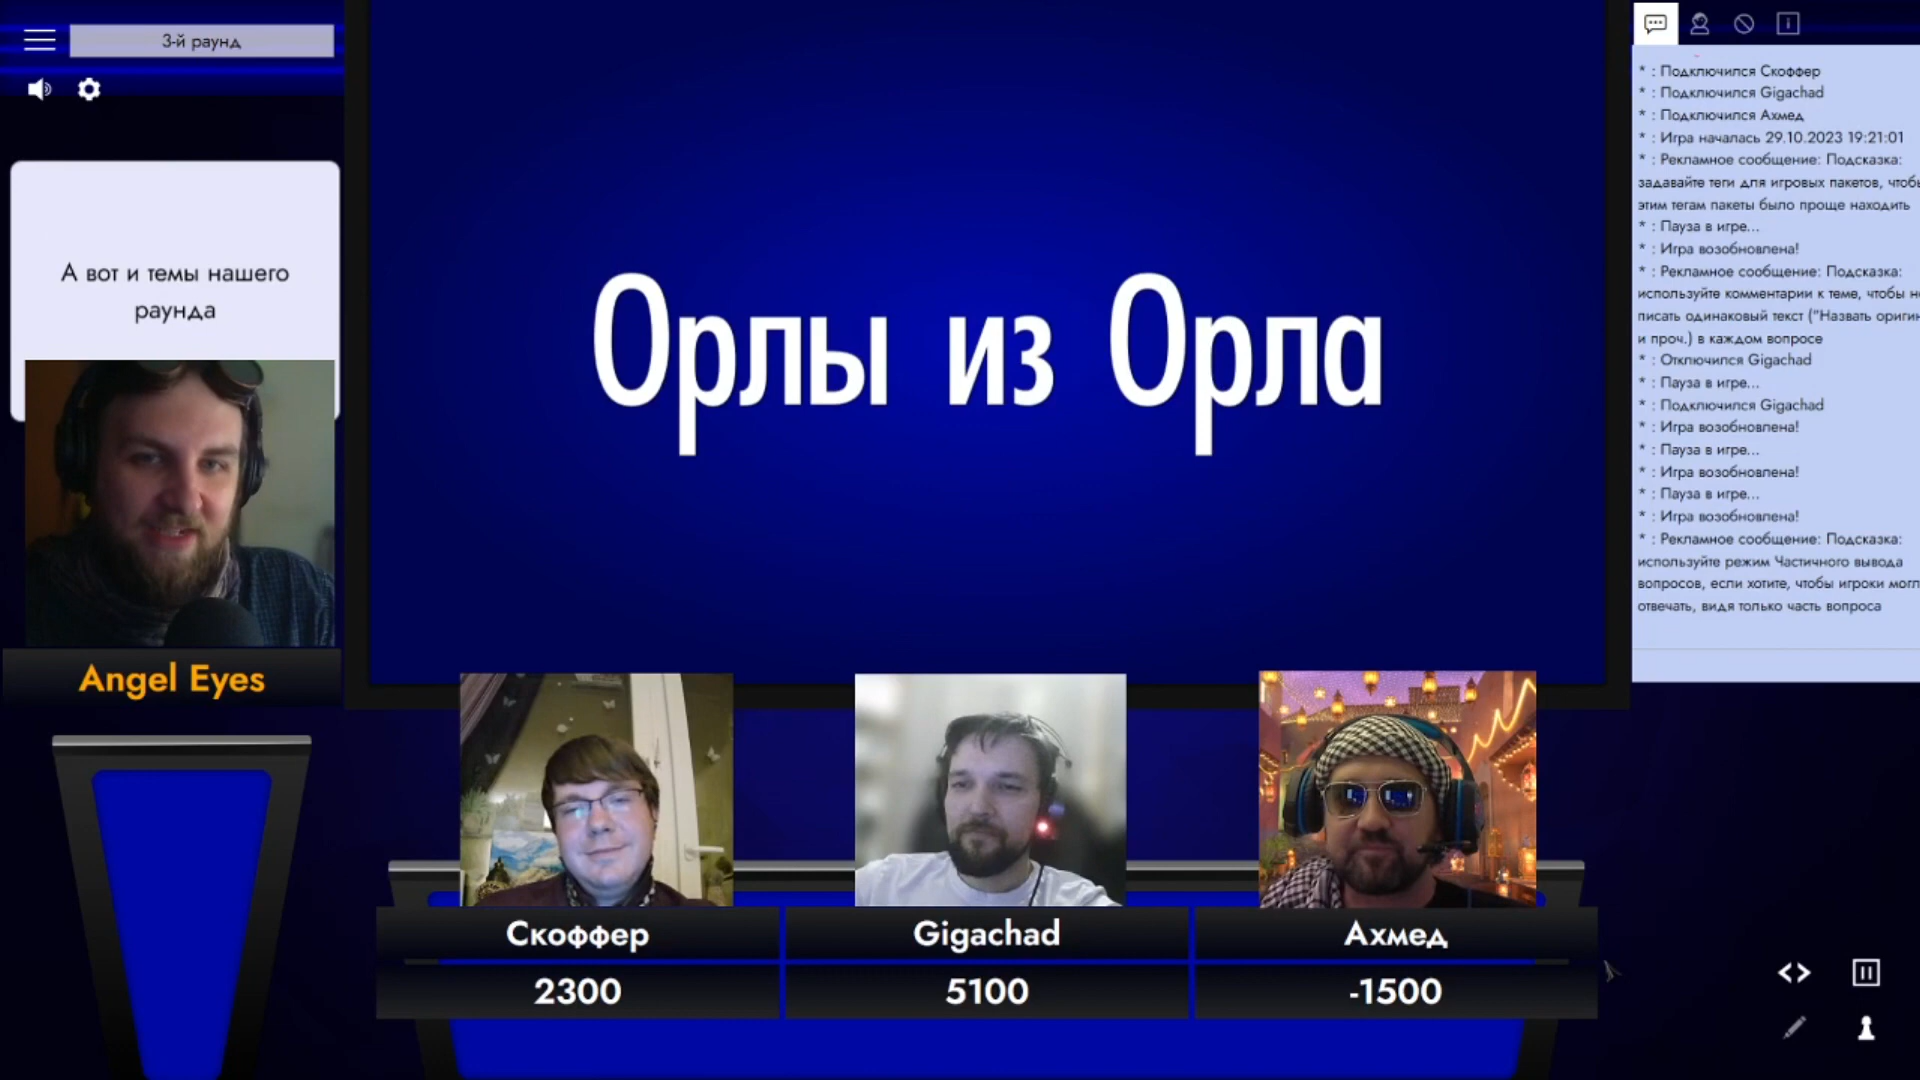 3-й раунд
А вот и темы нашего
раунда
Angel Eyes
Орлы из Орла
Скоффер
2300
Gigachad
5100
Ахмед
-1500
* : Подключился Скоффер
* : Подключился Gigachad
* : Подключился Ахмед
* : Игра началась 29.10.2023 19:21:01
* : Рекламное сообщение: Подсказка:
задавайте теги для игровых пакетов, чтобы
этим тегам пакеты было проще находить
* : Пауза в игре...
* : Игра возобновлена!
* : Рекламное сообщение: Подсказка:
используйте комментарии к теме, чтобы не
писать одинаковый текст ("Назвать оригин
и проч.) в каждом вопросе
* : Отключился Gigachad
* : Пауза в игре...
* : Подключился Gigachad
* : Игра возобновлена!
* : Пауза в игре...
* : Игра возобновлена!
* : Пауза в игре...
* : Игра возобновлена!
* : Рекламное сообщение: Подсказка:
используйте режим Частичного вывода
вопросов, если хотите, чтобы игроки могл
отвечать, видя только часть вопроса